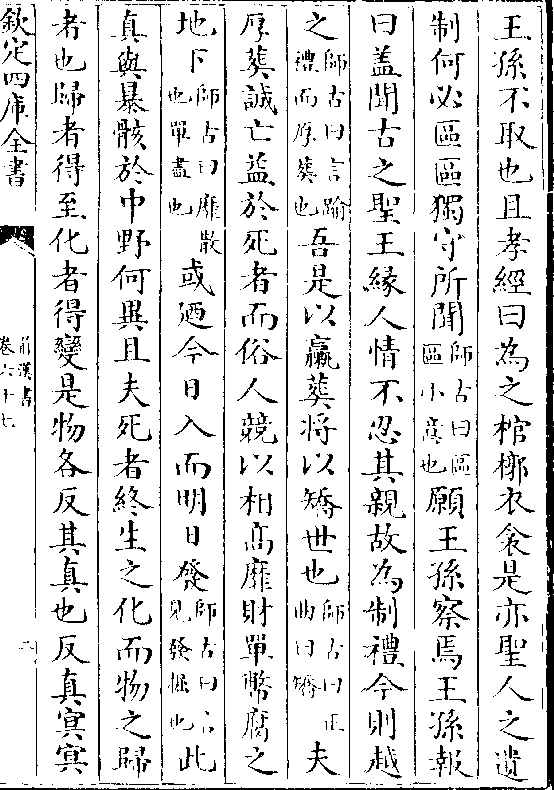 王孫不取也且孝經曰為之棺槨衣衾是亦聖人之遺
制何必區區獨守所聞師古曰區區小意也願王孫察焉王孫報
曰盖聞古之聖王縁人情不忍其親故為制禮今則越
之師古曰言踰禮而厚葬也吾是以羸葬将以矯世也師古曰正曲曰矯夫
厚葬誠亡益於死者而俗人競以相髙靡財單幣腐之
地下師古曰靡散也單盡也或廼今日入而明日發師古曰言見發掘也此
真與暴骸於中野何異且夫死者終生之化而物之歸
者也歸者得至化者得變是物各反其真也反真冥冥
欽定四庫全書
前漢書
卷六十七